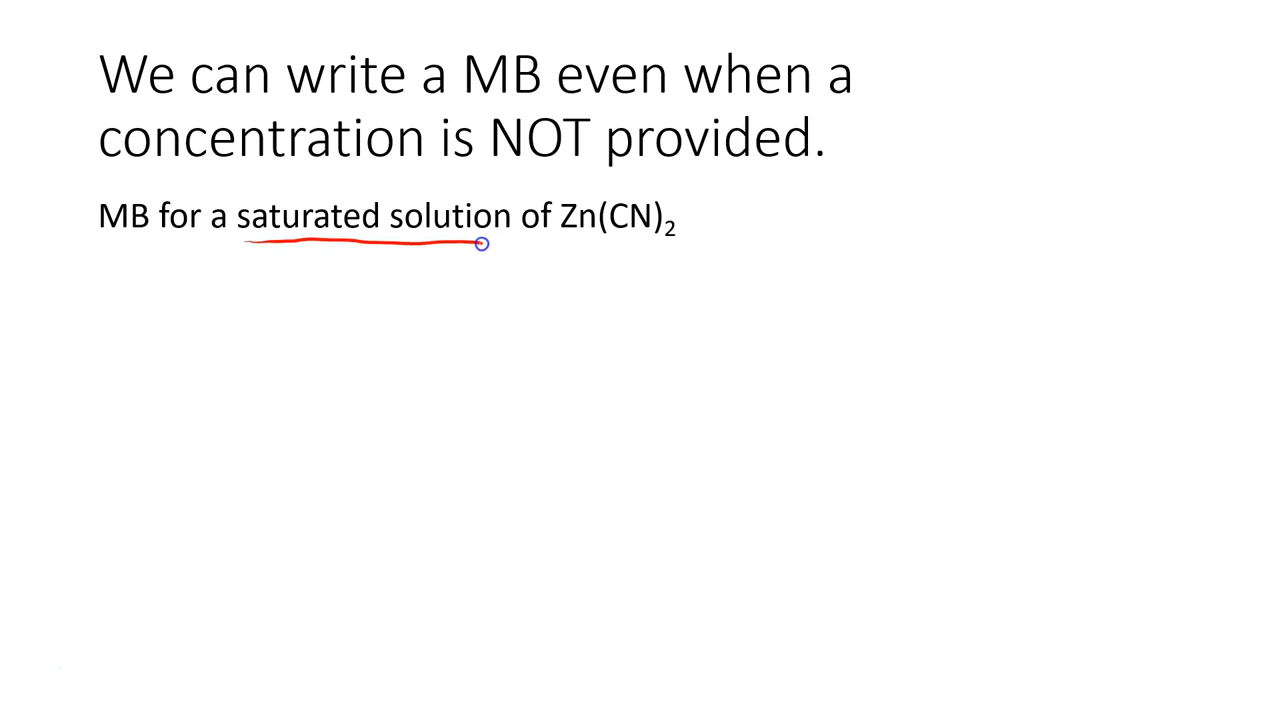 We can write a MB even when a
concentration is NOT provided.
MB for a saturated solution of Zn(CN)₂